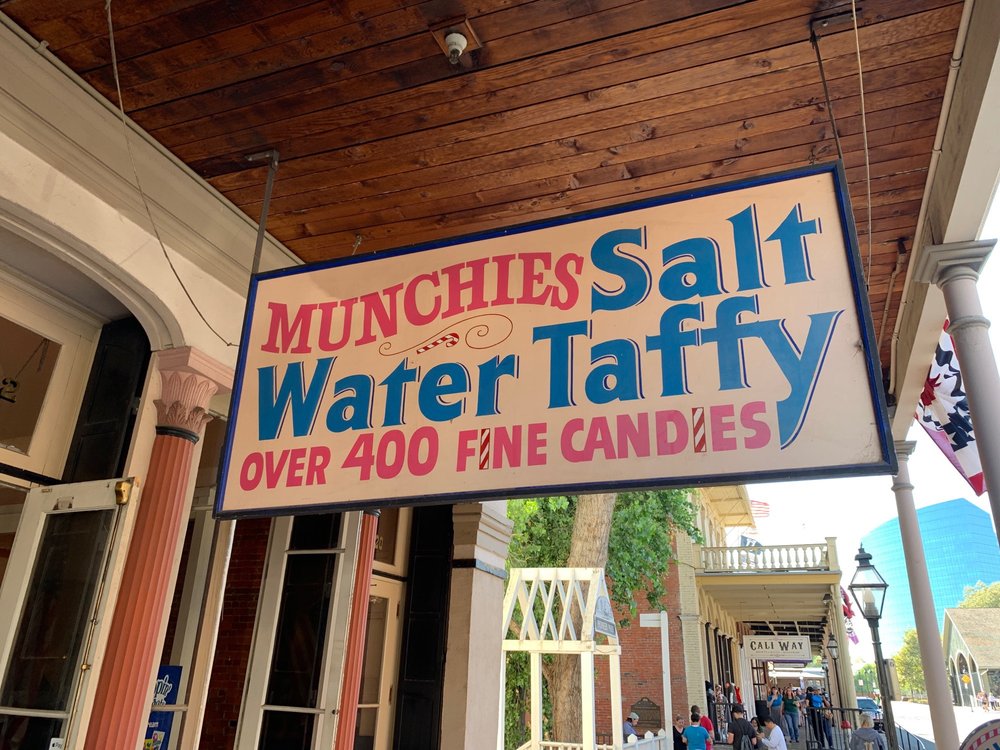 MUNCHIES Salt
Water Taffy
OVER 400 FINE CANDIES
CALI WAY